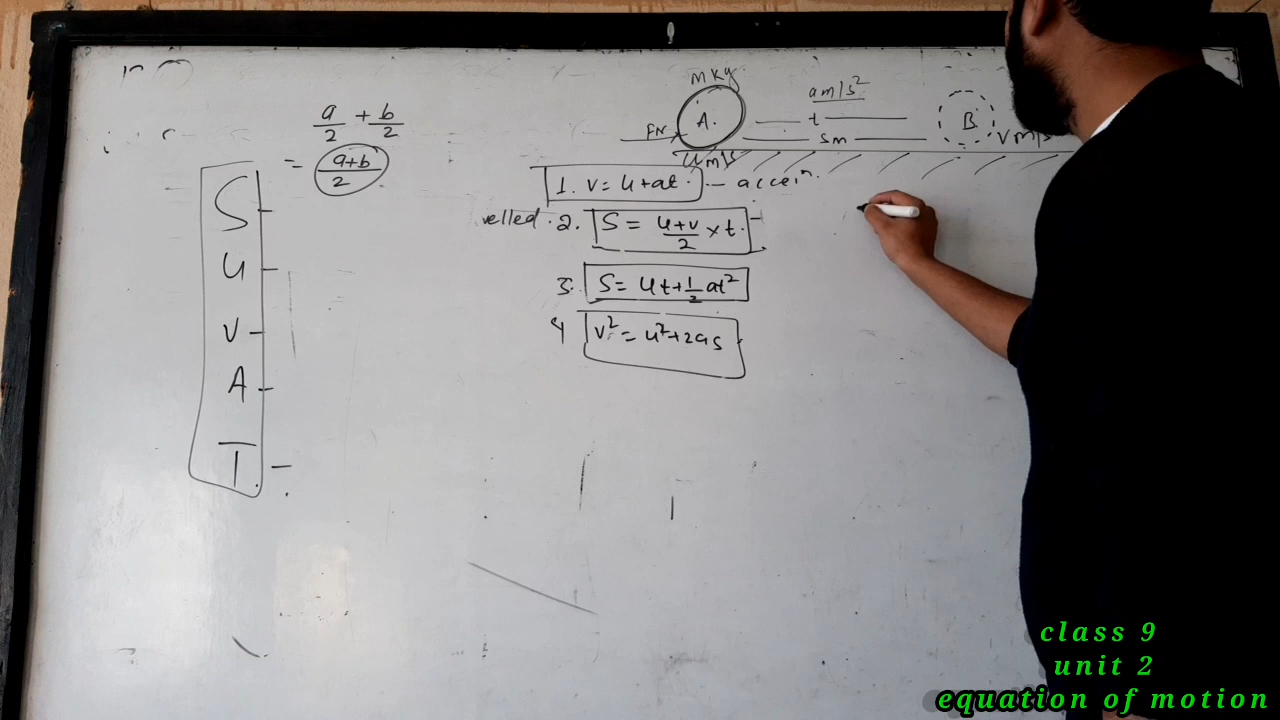 a/2 + b/2
= (a+b)/2
S
U
V
A
T
m kg
FN
A.
u m/s
a m/s²
t
s m
B
v m/s
1. v = u + at.
velled. 2. S = (u+v)/2 × t.
3. S = ut + 1/2 at²
4 v² = u² + 2as
class 9
unit 2
equation of motion